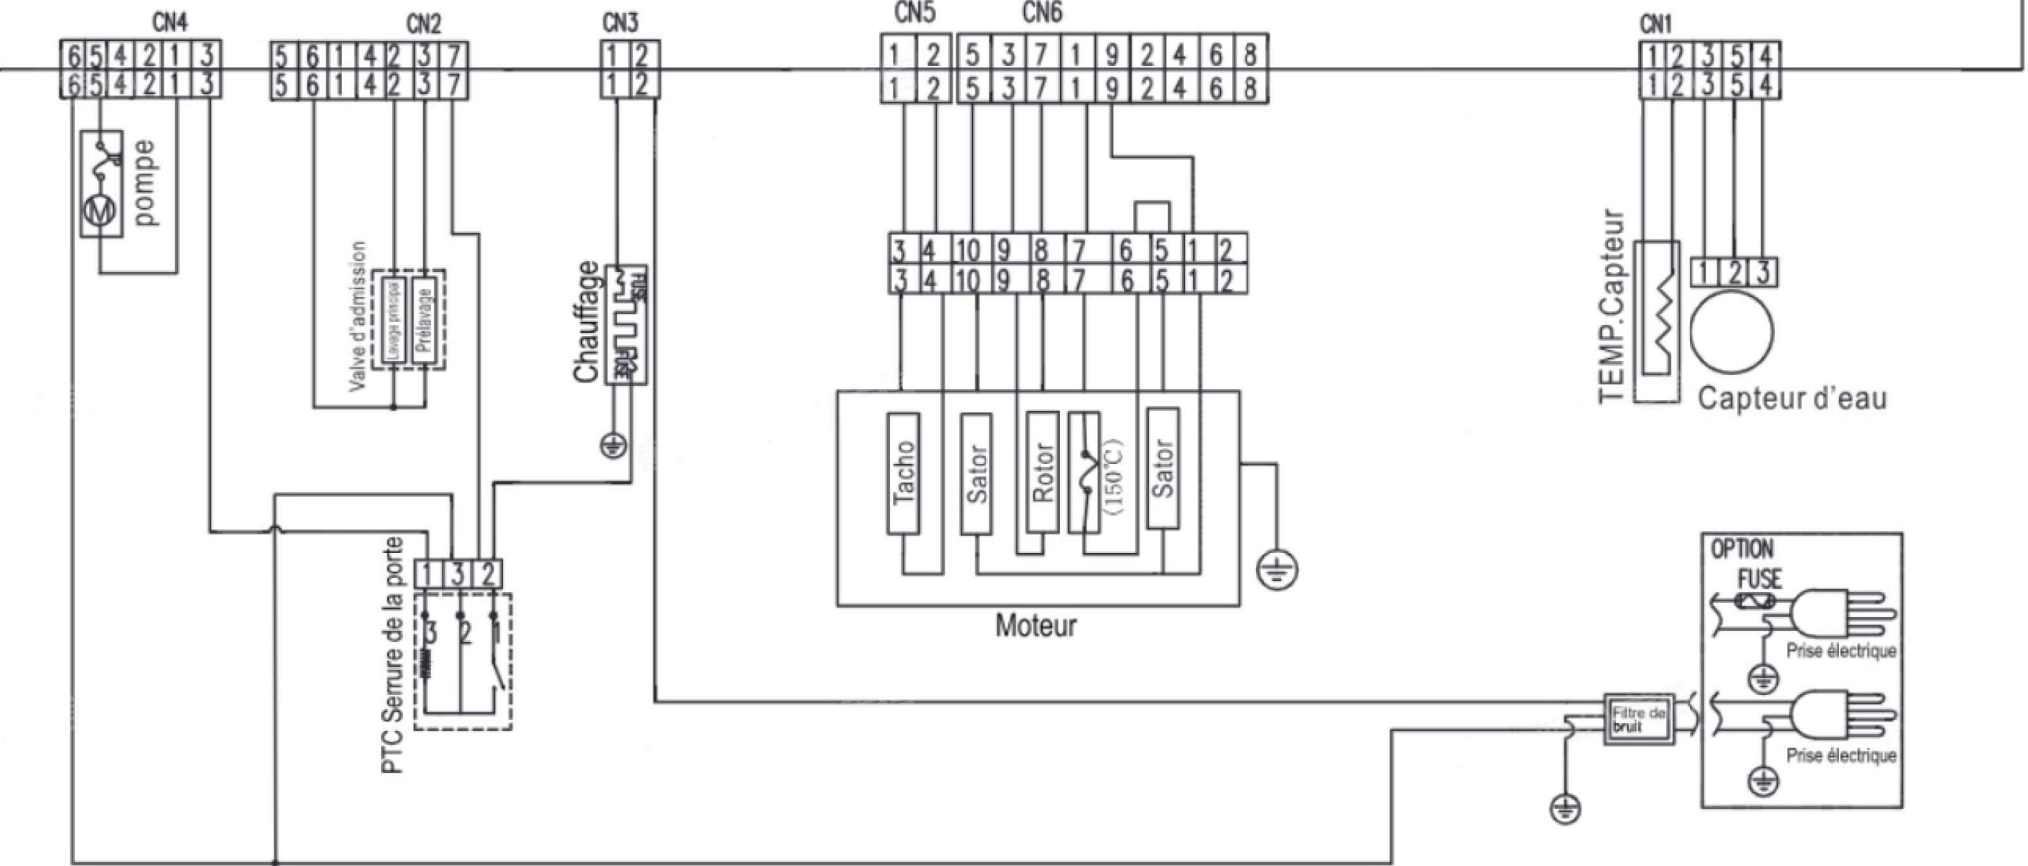 CN4 CN2 CN3 CN5 CN6 CN1
6 5 4 2 1 3
6 5 4 2 1 3
5 6 1 4 2 3 7
5 6 1 4 2 3 7
1 2
1 2
1 2
1 2
5 3 7 1 9 2 4 6 8
5 3 7 1 9 2 4 6 8
1 2 3 5 4
1 2 3 5 4
M
pompe
Valve d'admission
Lavage principal
Prélavage
Chauffage
FUSE
FUSE
3 4 10 9 8 7 6 5 1 2
3 4 10 9 8 7 6 5 1 2
Tacho
Sator
Rotor
(150℃)
Sator
Moteur
TEMP.Capteur
1 2 3
Capteur d'eau
PTC Serrure de la porte
1 3 2
3 2 1
Filtre de
bruit
OPTION
FUSE
Prise électrique
Prise électrique